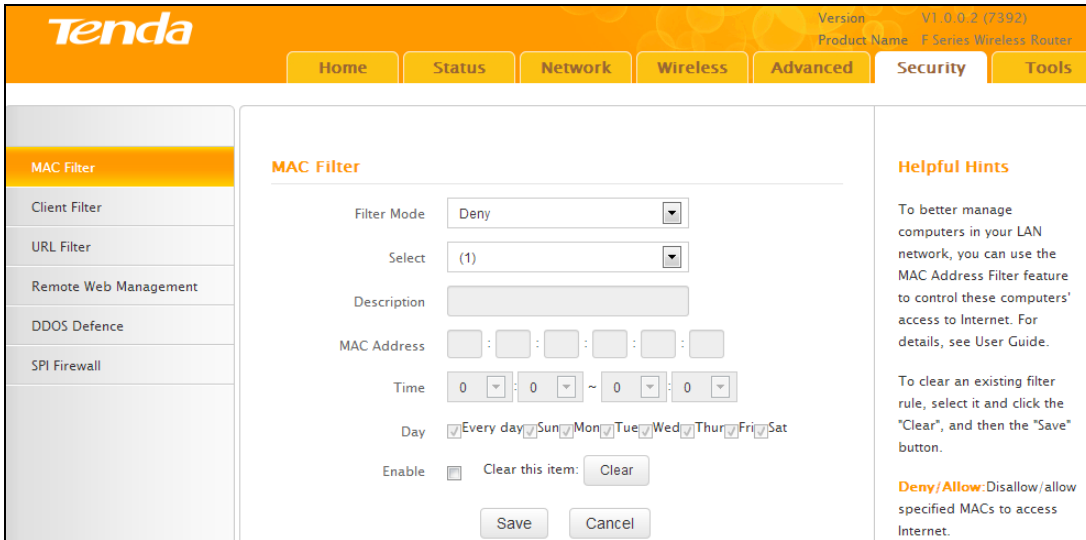 Tenda
Version V1.0.0.2 (7392)
Product Name F Series Wireless Router
Home Status Network Wireless Advanced Security Tools
MAC Filter
Client Filter
URL Filter
Remote Web Management
DDOS Defence
SPI Firewall
MAC Filter
Filter Mode Deny
Select (1)
Description
MAC Address : : : : :
Time 0 : 0 ~ 0 : 0
Day Every day Sun Mon Tue Wed Thur Fri Sat
Enable Clear this item: Clear
Save Cancel
Helpful Hints
To better manage
computers in your LAN
network, you can use the
MAC Address Filter feature
to control these computers'
access to Internet. For
details, see User Guide.
To clear an existing filter
rule, select it and click the
"Clear", and then the "Save"
button.
Deny/Allow:Disallow/allow
specified MACs to access
Internet.